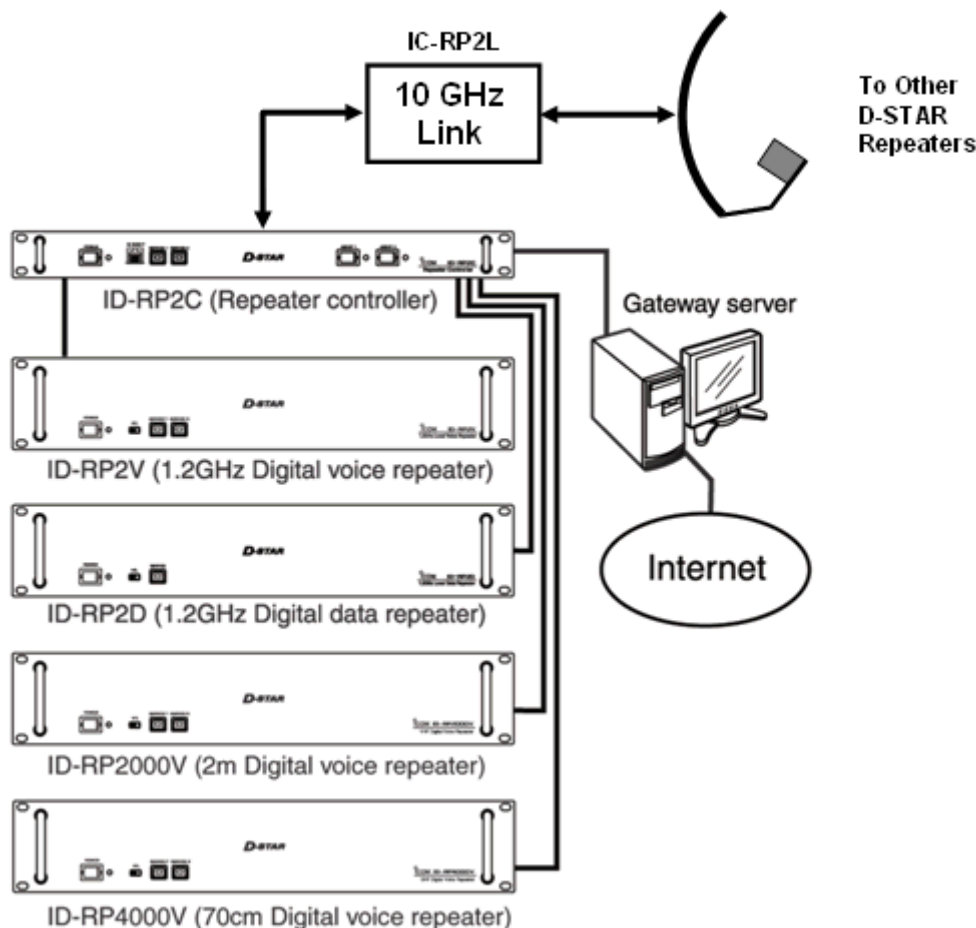 IC-RP2L
10 GHz
Link
To Other
D-STAR
Repeaters
D-STAR
ID-RP2C (Repeater controller)
Gateway server
D-STAR
ID-RP2V (1.2GHz Digital voice repeater)
Internet
D-STAR
ID-RP2D (1.2GHz Digital data repeater)
D-STAR
ID-RP2000V (2m Digital voice repeater)
D-STAR
ID-RP4000V (70cm Digital voice repeater)